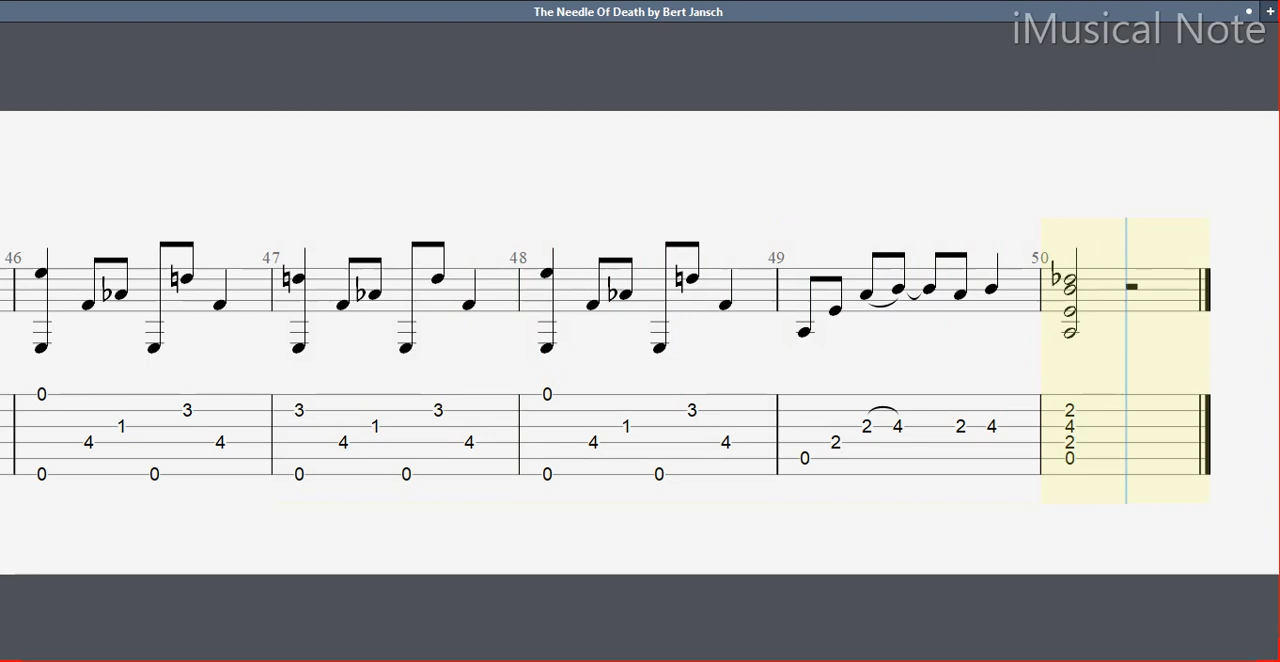 The Needle Of Death by Bert Jansch
+
iMusical Note
46 47 48 49 50
0 0 2
3 3 3 3 2
1 1 1 2 4 2 4 4
4 4 4 4 4 4 2 2
0 0
0 0 0 0 0 0